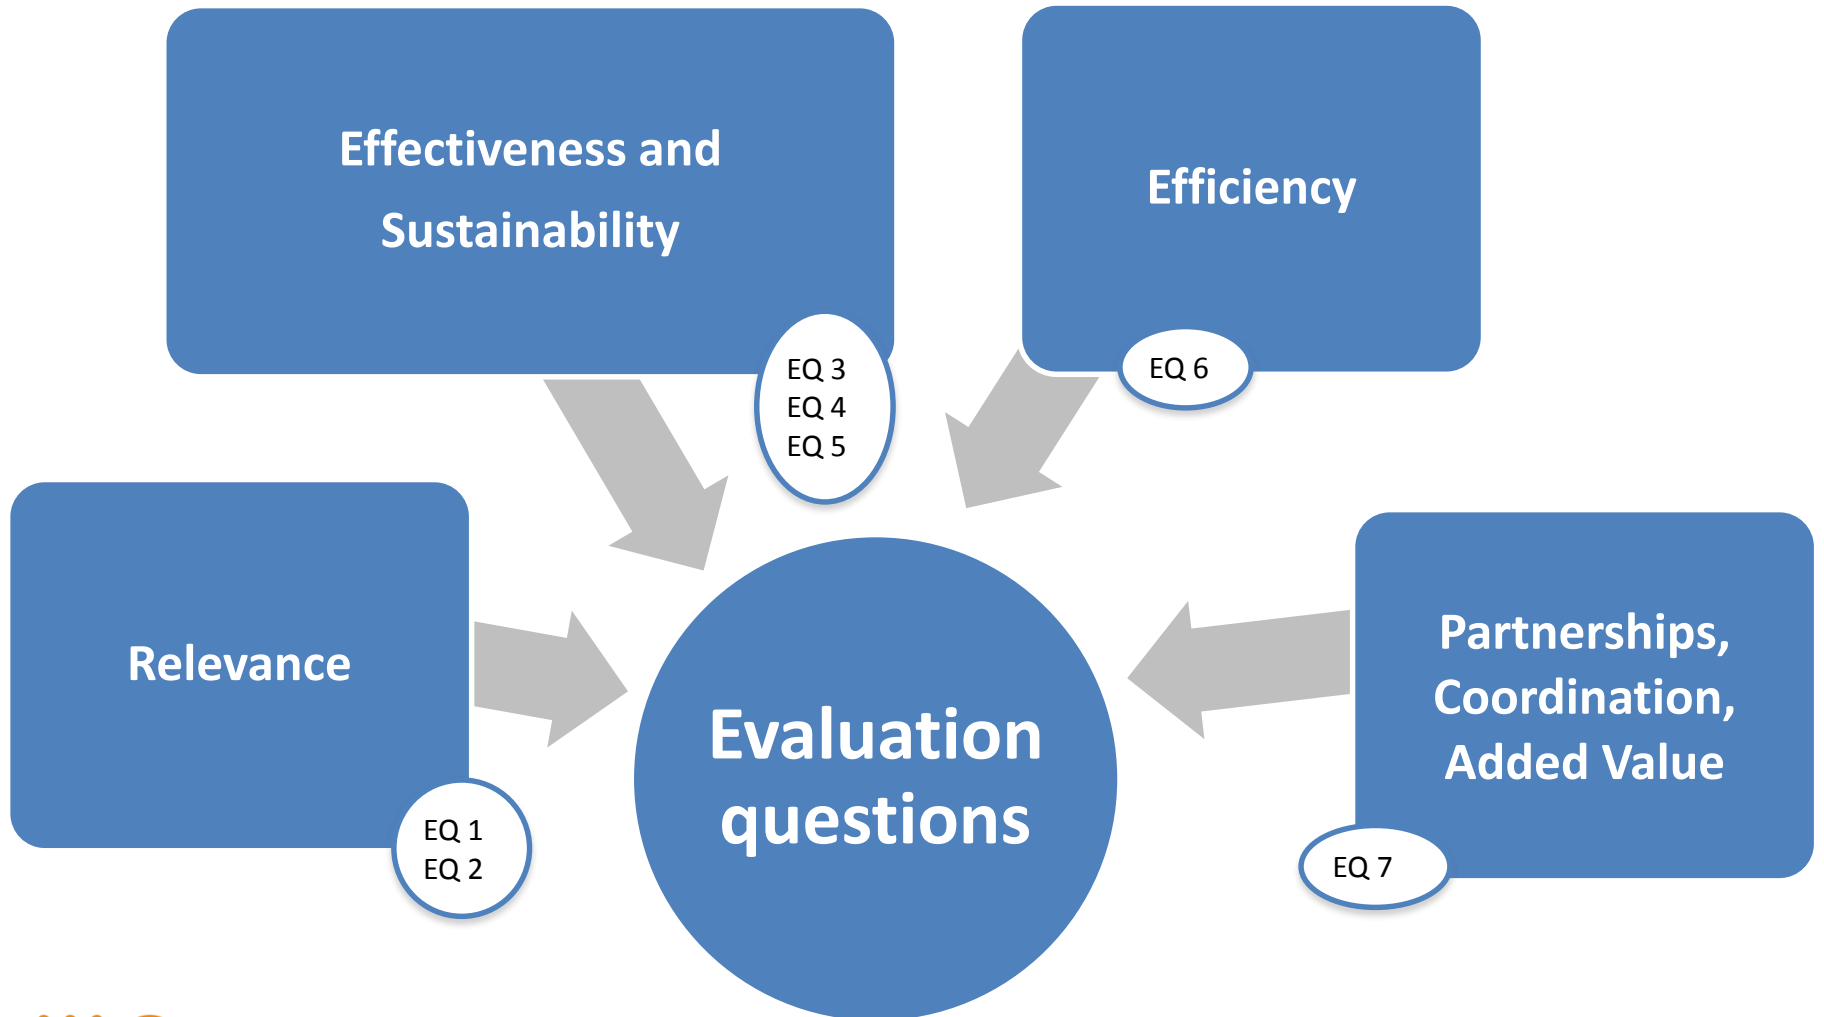 Effectiveness and
Sustainability
EQ 3
EQ 4
EQ 5
Efficiency
EQ 6
Relevance
EQ 1
EQ 2
Partnerships,
Coordination,
Added Value
EQ 7
Evaluation
questions